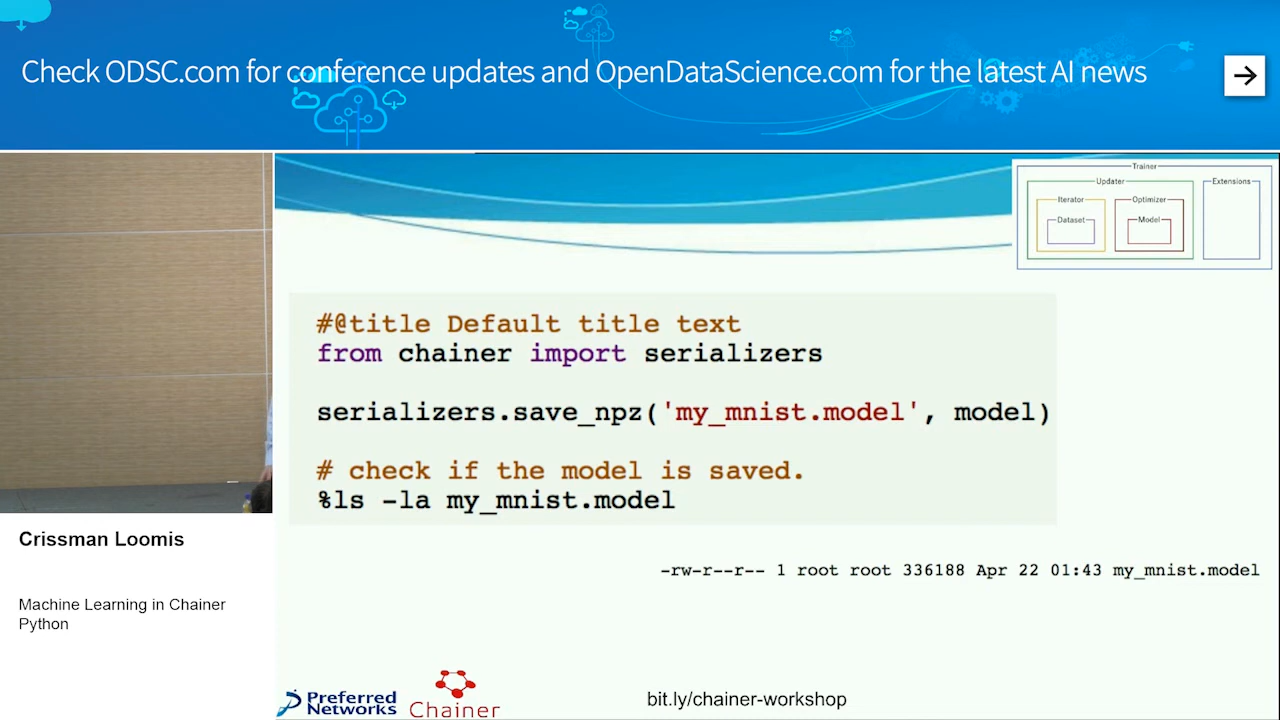 Check ODSC.com for conference updates and OpenDataScience.com for the latest AI news
Trainer
Updater
Extensions
Iterator
Optimizer
Dataset
Model
#@title Default title text
from chainer import serializers
serializers.save_npz('my_mnist.model', model)
# check if the model is saved.
%ls -la my_mnist.model
-rw-r--r-- 1 root root 336188 Apr 22 01:43 my_mnist.model
Crissman Loomis
Machine Learning in Chainer
Python
Preferred
Networks
Chainer
bit.ly/chainer-workshop